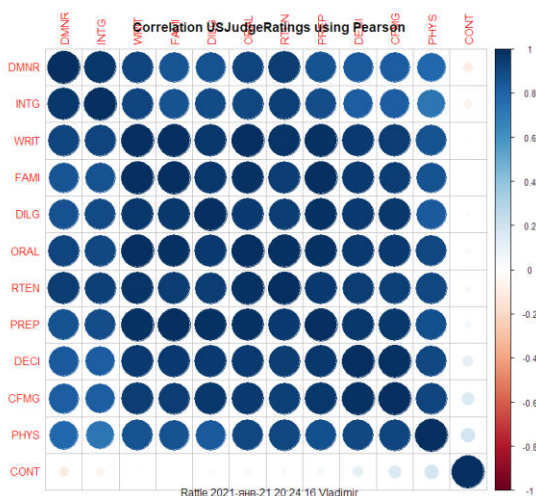 Correlation USJudgeRatings using Pearson
DMNR INTG WRIT FAMI DILG ORAL RTEN PREP DECI CFMG PHYS CONT
DMNR
INTG
WRIT
FAMI
DILG
ORAL
RTEN
PREP
DECI
CFMG
PHYS
CONT
1
0.8
0.6
0.4
0.2
0
-0.2
-0.4
-0.6
-0.8
-1
Rattle 2021-янв-21 20:24:16 Vladimir